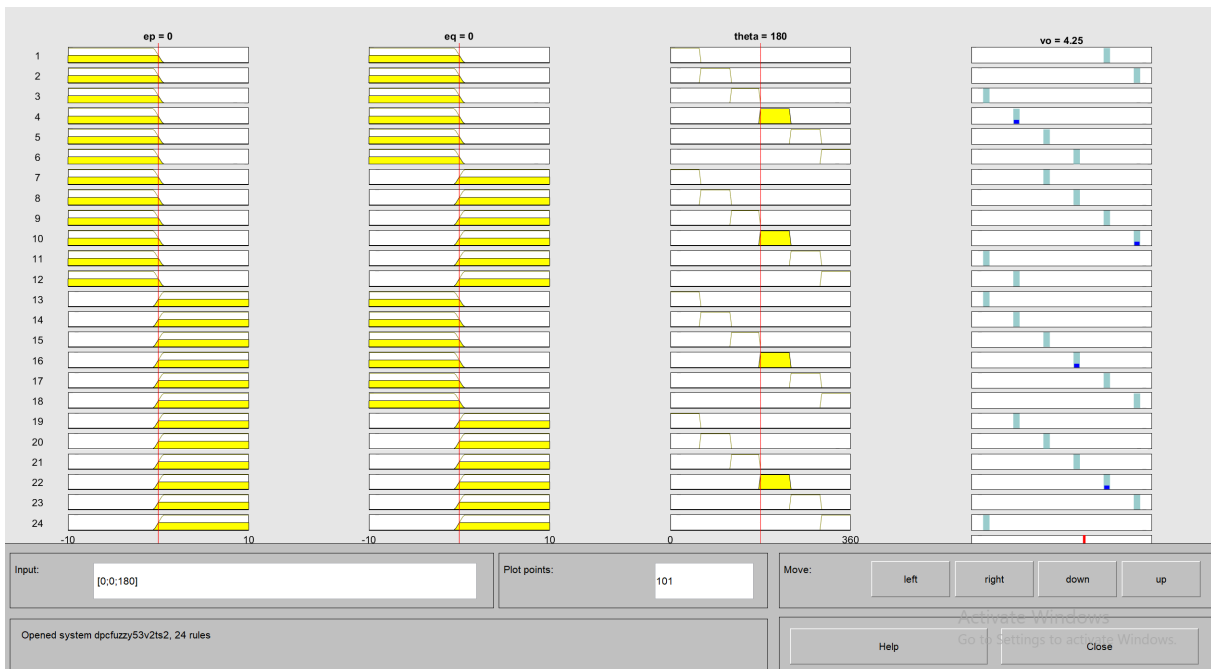 ep = 0
eq = 0
theta = 180
vo = 4.25
1
2
3
4
5
6
7
8
9
10
11
12
13
14
15
16
17
18
19
20
21
22
23
24
-10
10
-10
10
0
360
Input:
[0;0;180]
Plot points:
101
Move:
left
right
down
up
Opened system dpcfuzzy53v2ts2, 24 rules
Help
Close
Activate Windows
Go to Settings to activate Windows.